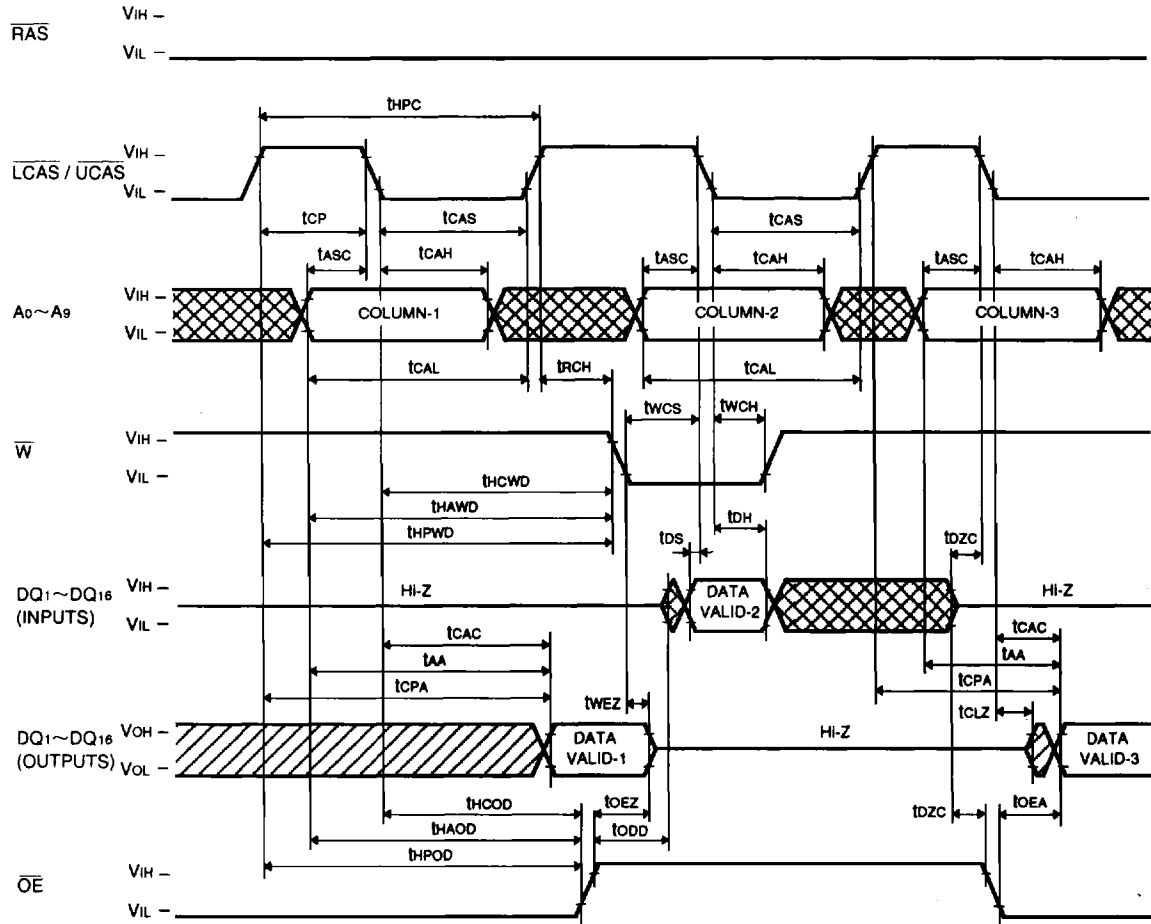 VIH –
RAS
VIL –
tHPC
VIH –
LCAS / UCAS
VIL –
tCP tCAS tCAS
tASC tCAH tASC tCAH tASC tCAH
VIH –
A0~A9 COLUMN-1 COLUMN-2 COLUMN-3
VIL –
tCAL tRCH tCAL
tWCS tWCH
W VIH –
VIL –
tHCWD
tHAWD tDH
tHPWD tDS tDZC
DQ1~DQ16 VIH – Hi-Z DATA Hi-Z
(INPUTS) VIL – VALID-2
tCAC tCAC
tAA tAA
tCPA tCPA
tWEZ tCLZ
DQ1~DQ16 VOH – DATA Hi-Z DATA
(OUTPUTS) VOL – VALID-1 VALID-3
tHCOD tOEZ tDZC tOEA
tHAOD tODD
tHPOD
VIH –
OE
VIL –